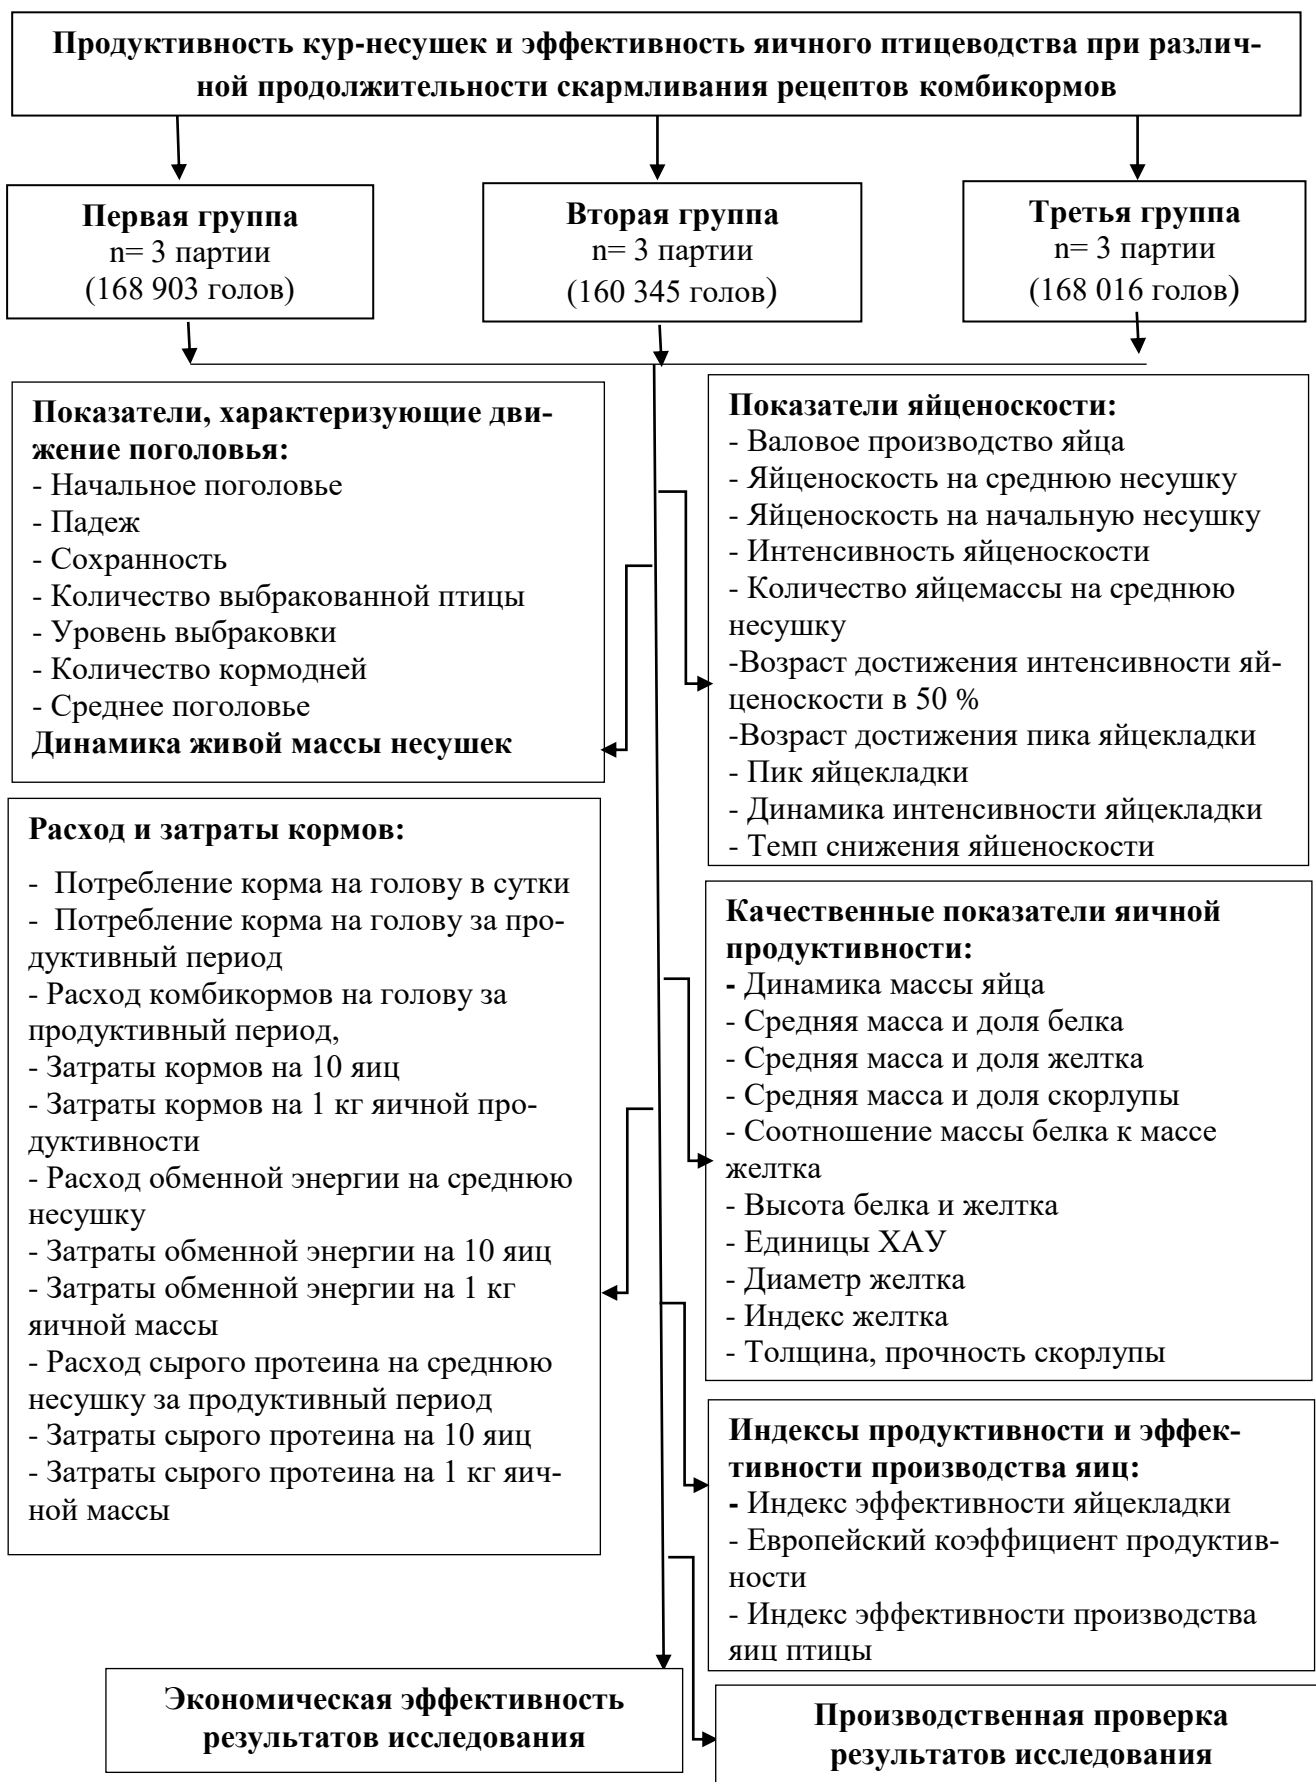 Продуктивность кур-несушек и эффективность яичного птицеводства при различ-
ной продолжительности скармливания рецептов комбикормов
Первая группа
n= 3 партии
(168 903 голов)
Вторая группа
n= 3 партии
(160 345 голов)
Третья группа
n= 3 партии
(168 016 голов)
Показатели, характеризующие дви-
жение поголовья:
- Начальное поголовье
- Падеж
- Сохранность
- Количество выбракованной птицы
- Уровень выбраковки
- Количество кормодней
- Среднее поголовье
Динамика живой массы несушек
Показатели яйценоскости:
- Валовое производство яйца
- Яйценоскость на среднюю несушку
- Яйценоскость на начальную несушку
- Интенсивность яйценоскости
- Количество яйцемассы на среднюю
несушку
-Возраст достижения интенсивности яй-
ценоскости в 50 %
-Возраст достижения пика яйцекладки
- Пик яйцекладки
- Динамика интенсивности яйцекладки
- Темп снижения яйценоскости
Расход и затраты кормов:
- Потребление корма на голову в сутки
- Потребление корма на голову за про-
дуктивный период
- Расход комбикормов на голову за
продуктивный период,
- Затраты кормов на 10 яиц
- Затраты кормов на 1 кг яичной про-
дуктивности
- Расход обменной энергии на среднюю
несушку
- Затраты обменной энергии на 10 яиц
- Затраты обменной энергии на 1 кг
яичной массы
- Расход сырого протеина на среднюю
несушку за продуктивный период
- Затраты сырого протеина на 10 яиц
- Затраты сырого протеина на 1 кг яич-
ной массы
Качественные показатели яичной
продуктивности:
- Динамика массы яйца
- Средняя масса и доля белка
- Средняя масса и доля желтка
- Средняя масса и доля скорлупы
- Соотношение массы белка к массе
желтка
- Высота белка и желтка
- Единицы ХАУ
- Диаметр желтка
- Индекс желтка
- Толщина, прочность скорлупы
Индексы продуктивности и эффек-
тивности производства яиц:
- Индекс эффективности яйцекладки
- Европейский коэффициент продуктив-
ности
- Индекс эффективности производства
яиц птицы
Экономическая эффективность
результатов исследования
Производственная проверка
результатов исследования